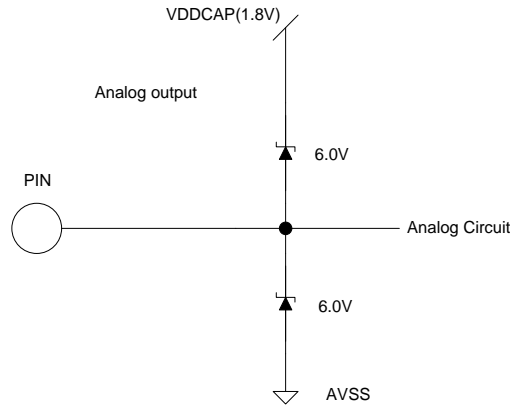 VDDCAP(1.8V)
Analog output
6.0V
PIN
Analog Circuit
6.0V
AVSS